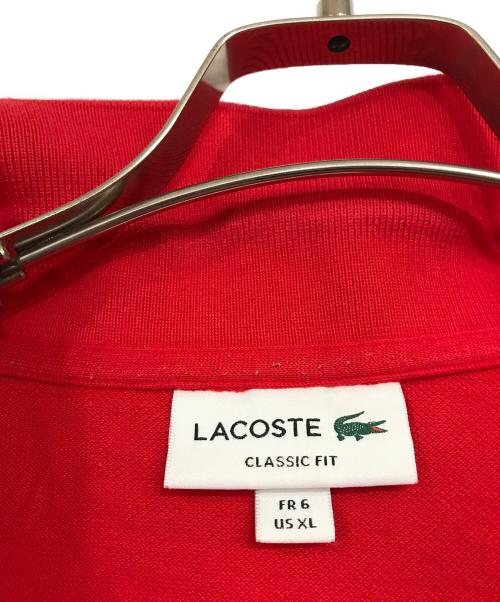 LACOSTE
CLASSIC FIT
FR 6
US XL